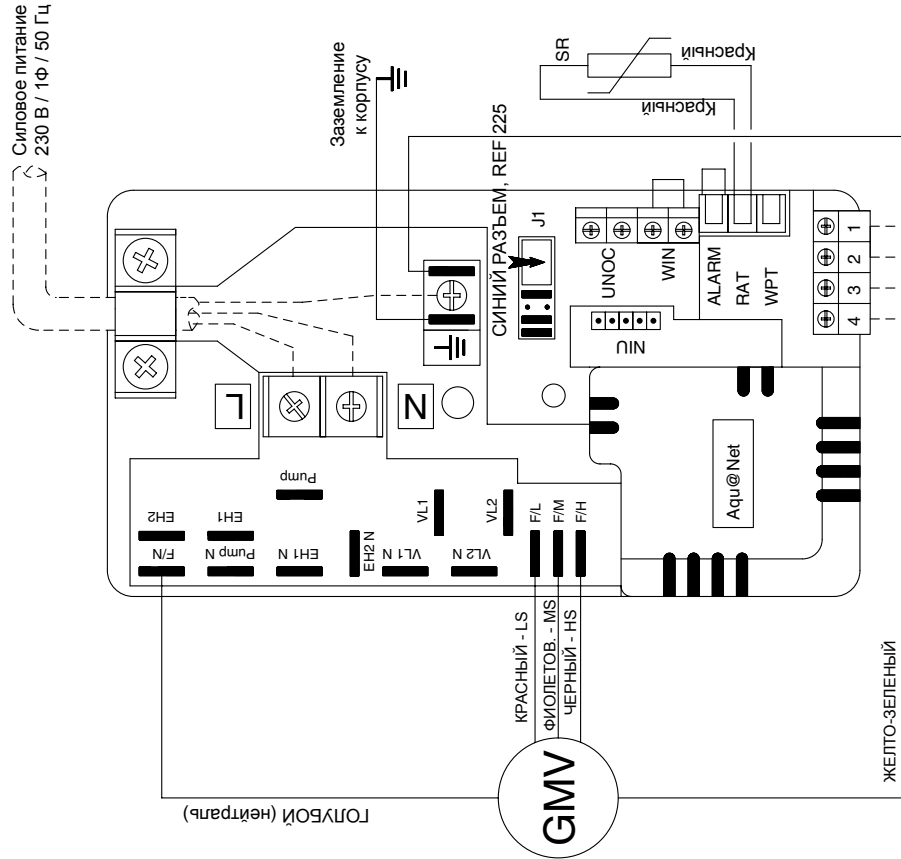 Силовое питание
230 В / 1Ф / 50 Гц
Заземление
к корпусу
SR
Красный
Красный
СИНИЙ РАЗЪЕМ, REF 225
J1
L
N
EH2
F/N
EH1
Pump N
Pump
EH1 N
EH2 N
VL1
VL1 N
VL2
VL2 N
F/L
F/M
F/H
UNOC
WIN
ALARM
RAT
WPT
NIU
1
2
3
4
Aqu@Net
КРАСНЫЙ - LS
ФИОЛЕТОВ. - MS
ЧЕРНЫЙ - HS
GMV
ГОЛУБОЙ (нейтраль)
ЖЕЛТО-ЗЕЛЕНЫЙ